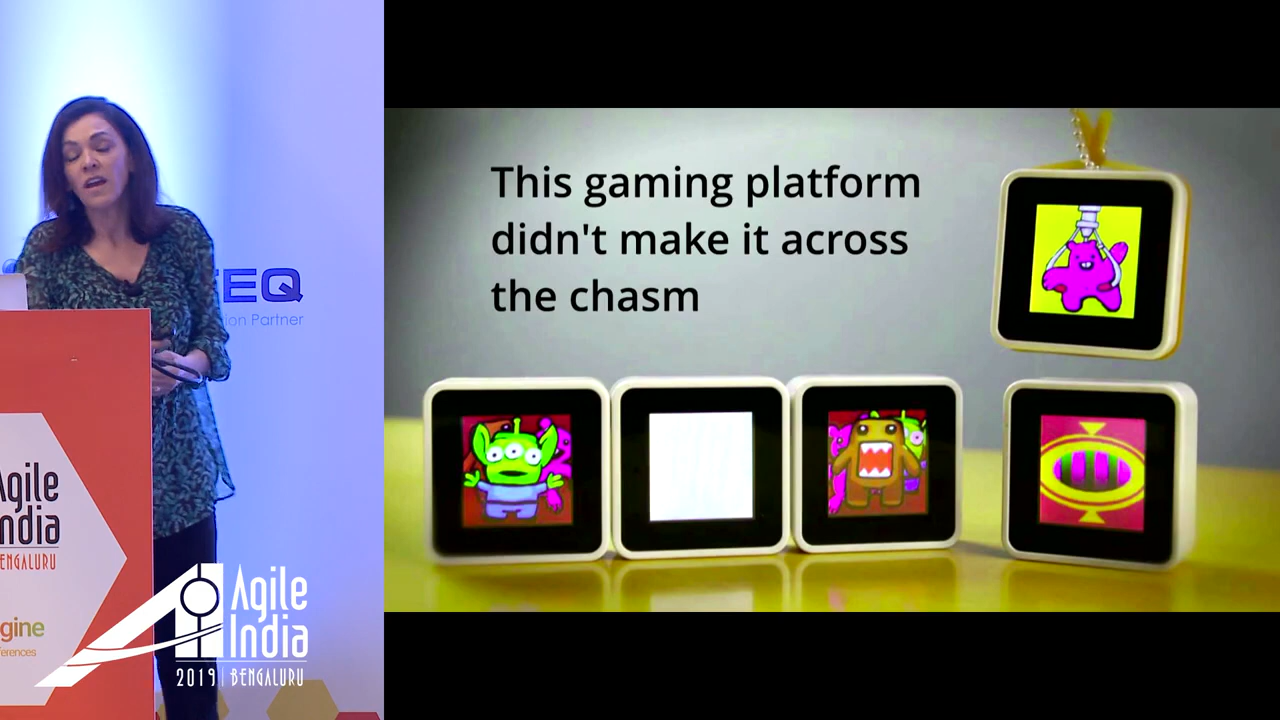 This gaming platform
didn't make it across
the chasm
EQ
ion Partner
Agile
India
BENGALURU
gine
ferences
Agile
India
2019 | BENGALURU